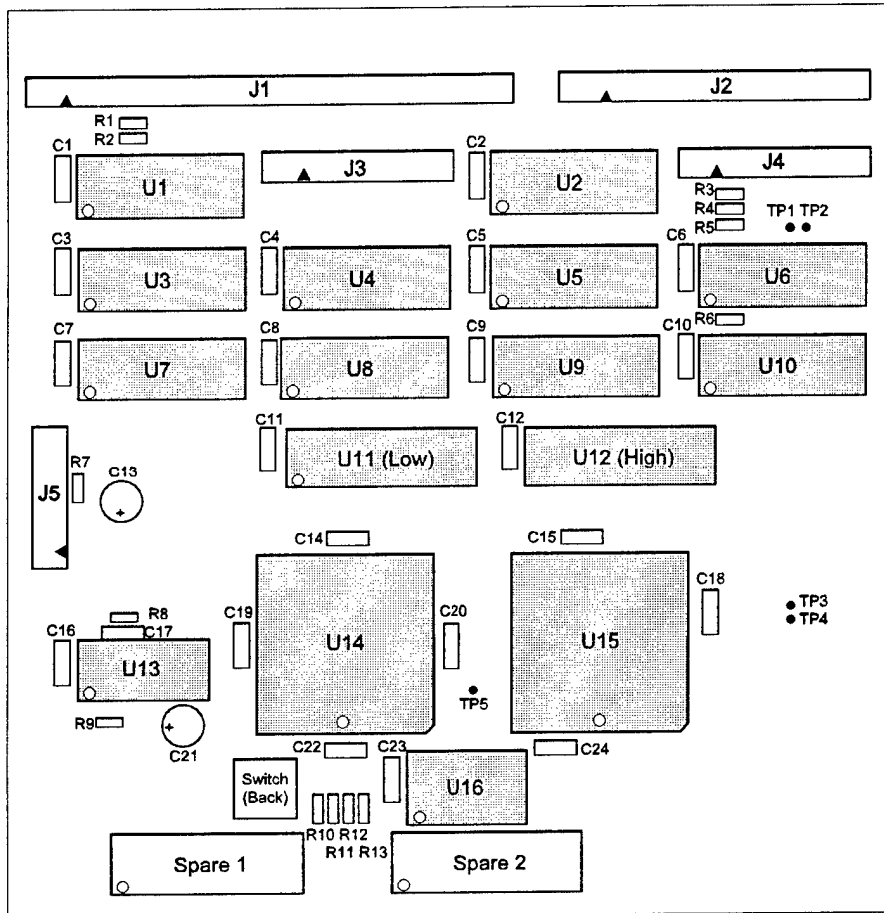 J1
J2
R1
R2
C1
U1
J3
C2
U2
J4
R3
R4
R5
TP1 TP2
C3
U3
C4
U4
C5
U5
C6
U6
R6
C7
U7
C8
U8
C9
U9
C10
U10
C11
U11 (Low)
C12
U12 (High)
J5
R7
C13
+
C14
C15
C19
U14
C20
U15
C18
TP3
TP4
R8
C16
C17
U13
TP5
R9
+
C21
C22
C23
C24
Switch
(Back)
U16
R10 R12
R11 R13
Spare 1
Spare 2